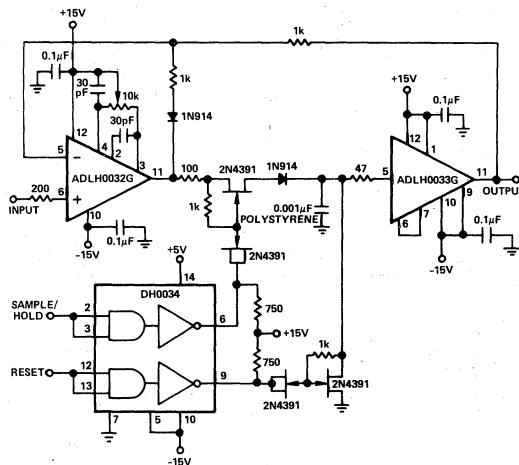 +15V
1k
0.1μF
30
pF
10k
1k
+15V
0.1μF
30pF
1N914
12
4
2
3
5
−
ADLH0032G
11
100
2N4391
1N914
47
12
1
5
ADLH0033G
11
OUTPUT
200
6
+
INPUT
10
1k
POLYSTYRENE
0.001μF
10
9
6
7
0.1μF
−15V
0.1μF
2N4391
−15V
+5V
14
DH0034
SAMPLE/
HOLD
2
3
6
750
+15V
750
1k
RESET
12
13
9
2N4391
2N4391
7
5
10
−15V